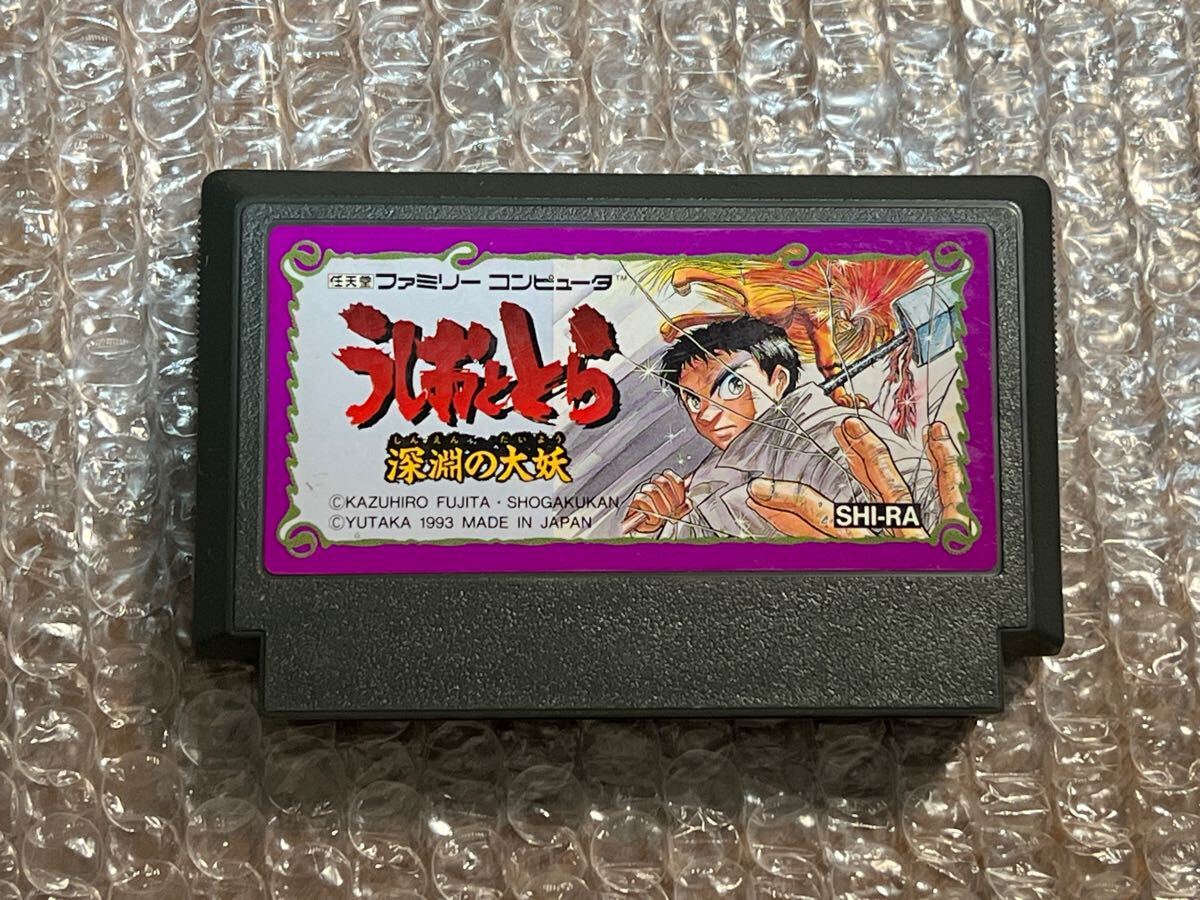 任天堂 ファミリー コンピュータ™
うしおととら
しんえん たいよう
深淵の大妖
©KAZUHIRO FUJITA・SHOGAKUKAN
©YUTAKA 1993 MADE IN JAPAN
SHI-RA